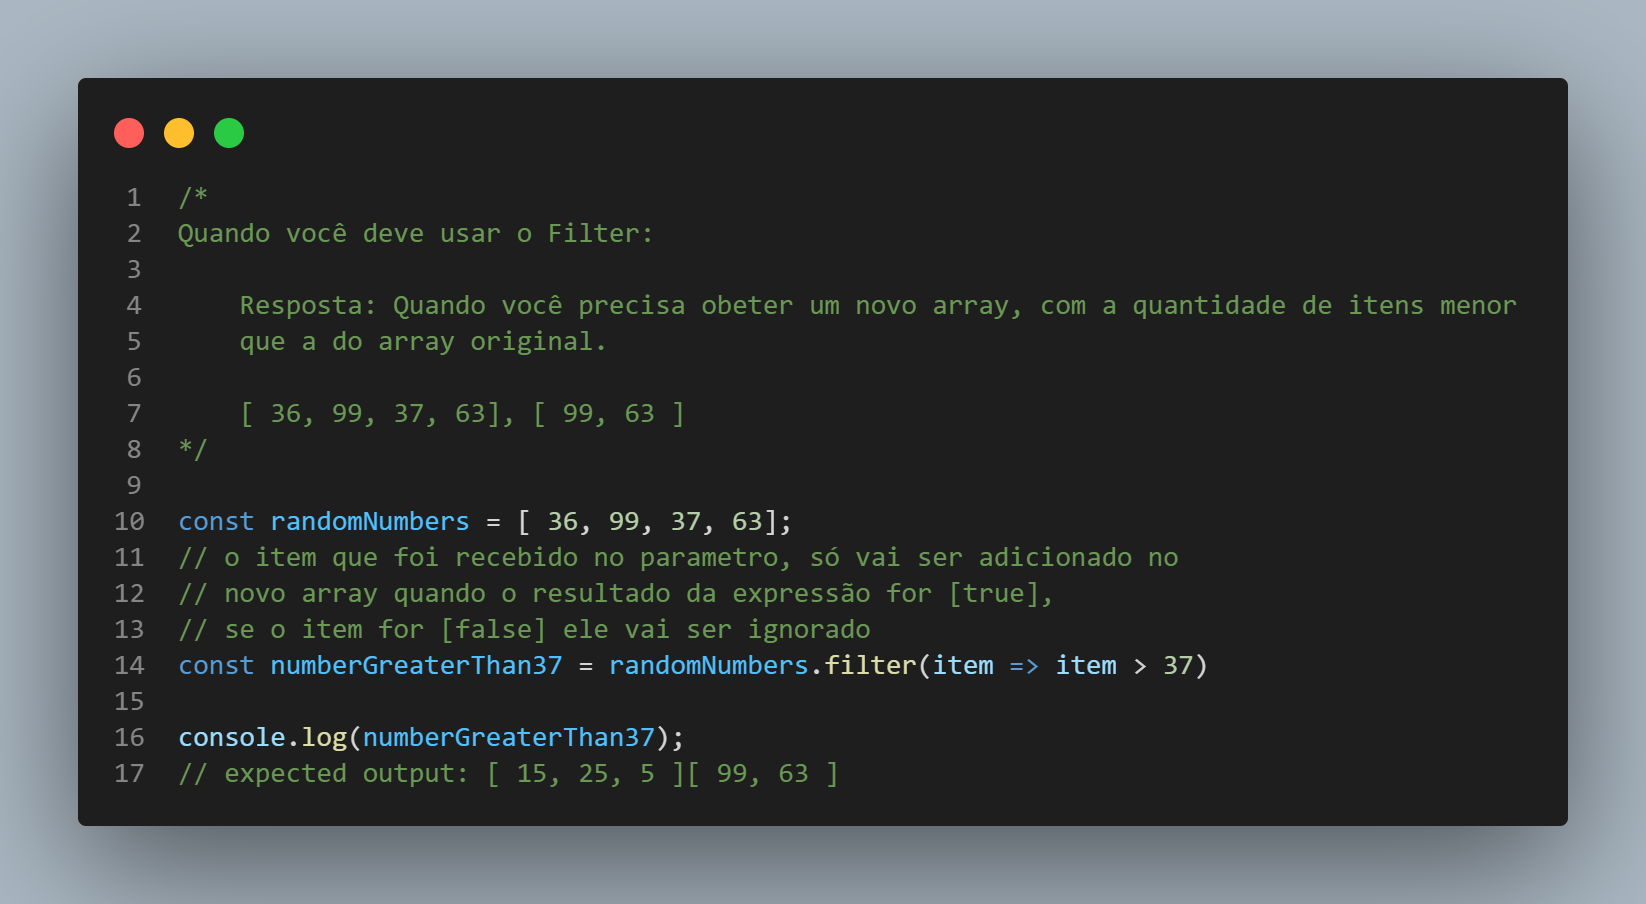 1 /*
2 Quando você deve usar o Filter:
3
4     Resposta: Quando você precisa obeter um novo array, com a quantidade de itens menor
5     que a do array original.
6
7     [ 36, 99, 37, 63], [ 99, 63 ]
8 */
9
10 const randomNumbers = [ 36, 99, 37, 63];
11 // o item que foi recebido no parametro, só vai ser adicionado no
12 // novo array quando o resultado da expressão for [true],
13 // se o item for [false] ele vai ser ignorado
14 const numberGreaterThan37 = randomNumbers.filter(item => item > 37)
15
16 console.log(numberGreaterThan37);
17 // expected output: [ 15, 25, 5 ][ 99, 63 ]